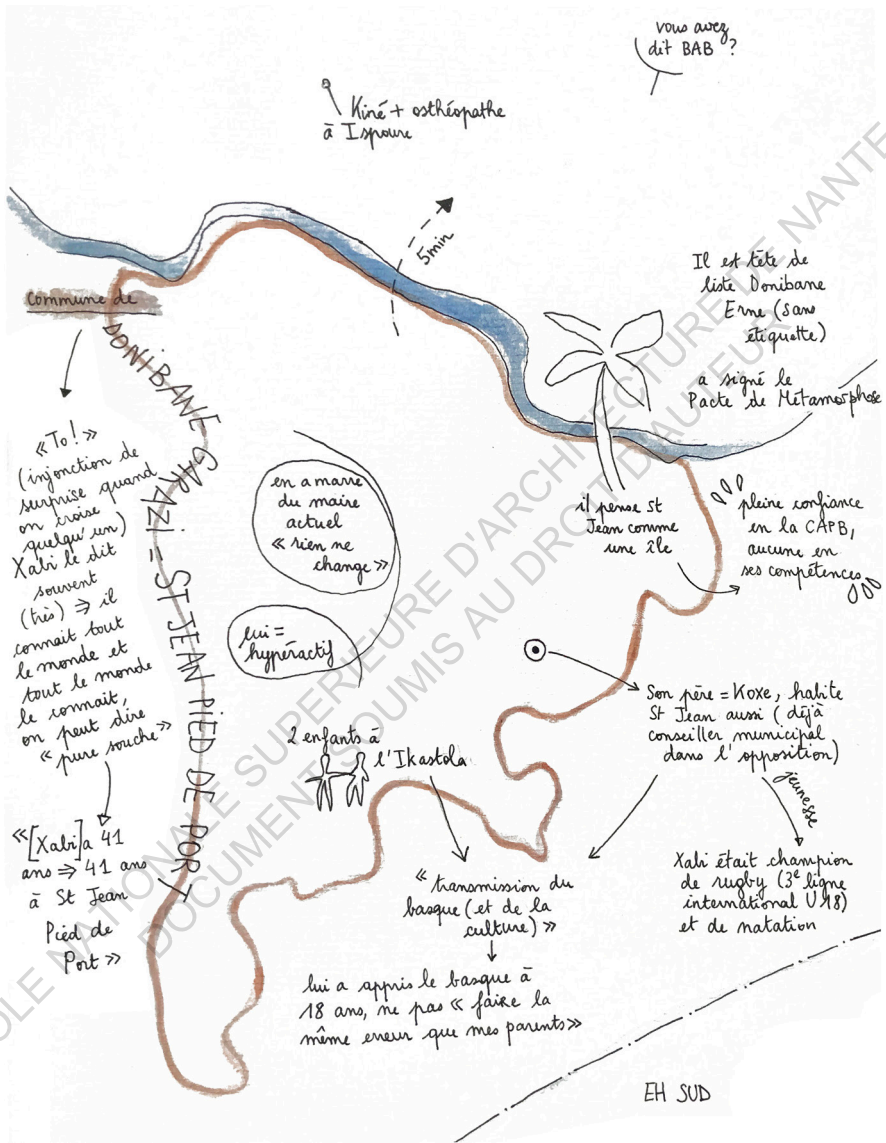 vous avez
dit BAB ?
Kiné + osthéopathe
à Ispoure
5min
Il est tête de
liste Donibane
Erne (sans
étiquette)
a signé le
Pacte de Métamorphose
Commune de
DONIBANE GARAZI = ST JEAN PIED DE PORT
« To ! »
(injonction de
surprise quand
on croise
quelqu'un)
Xabi le dit
souvent
(très) ⇒ il
connait tout
le monde et
tout le monde
le connait,
on peut dire
« pure souche »
« [Xabi] a 41
ans ⇒ 41 ans
à St Jean
Pied de
Port »
en a marre
du maire
actuel
« rien ne
change »
lui =
hypéractif
il pense St
Jean comme
une île
pleine confiance
en la CAPB,
aucune en
ses compétences
Son père = Koxe, habite
St Jean aussi (déjà
conseiller municipal
dans l'opposition)
jeunesse
Xabi était champion
de rugby (3e ligne
international U18)
et de natation
2 enfants à
l'Ikastola
« transmission du
basque (et de la
culture) »
lui a appris le basque à
18 ans, ne pas « faire la
même erreur que mes parents »
EH SUD
ECOLE NATIONALE SUPERIEURE D'ARCHITECTURE DE NANTES
DOCUMENT SOUMIS AU DROIT D'AUTEUR